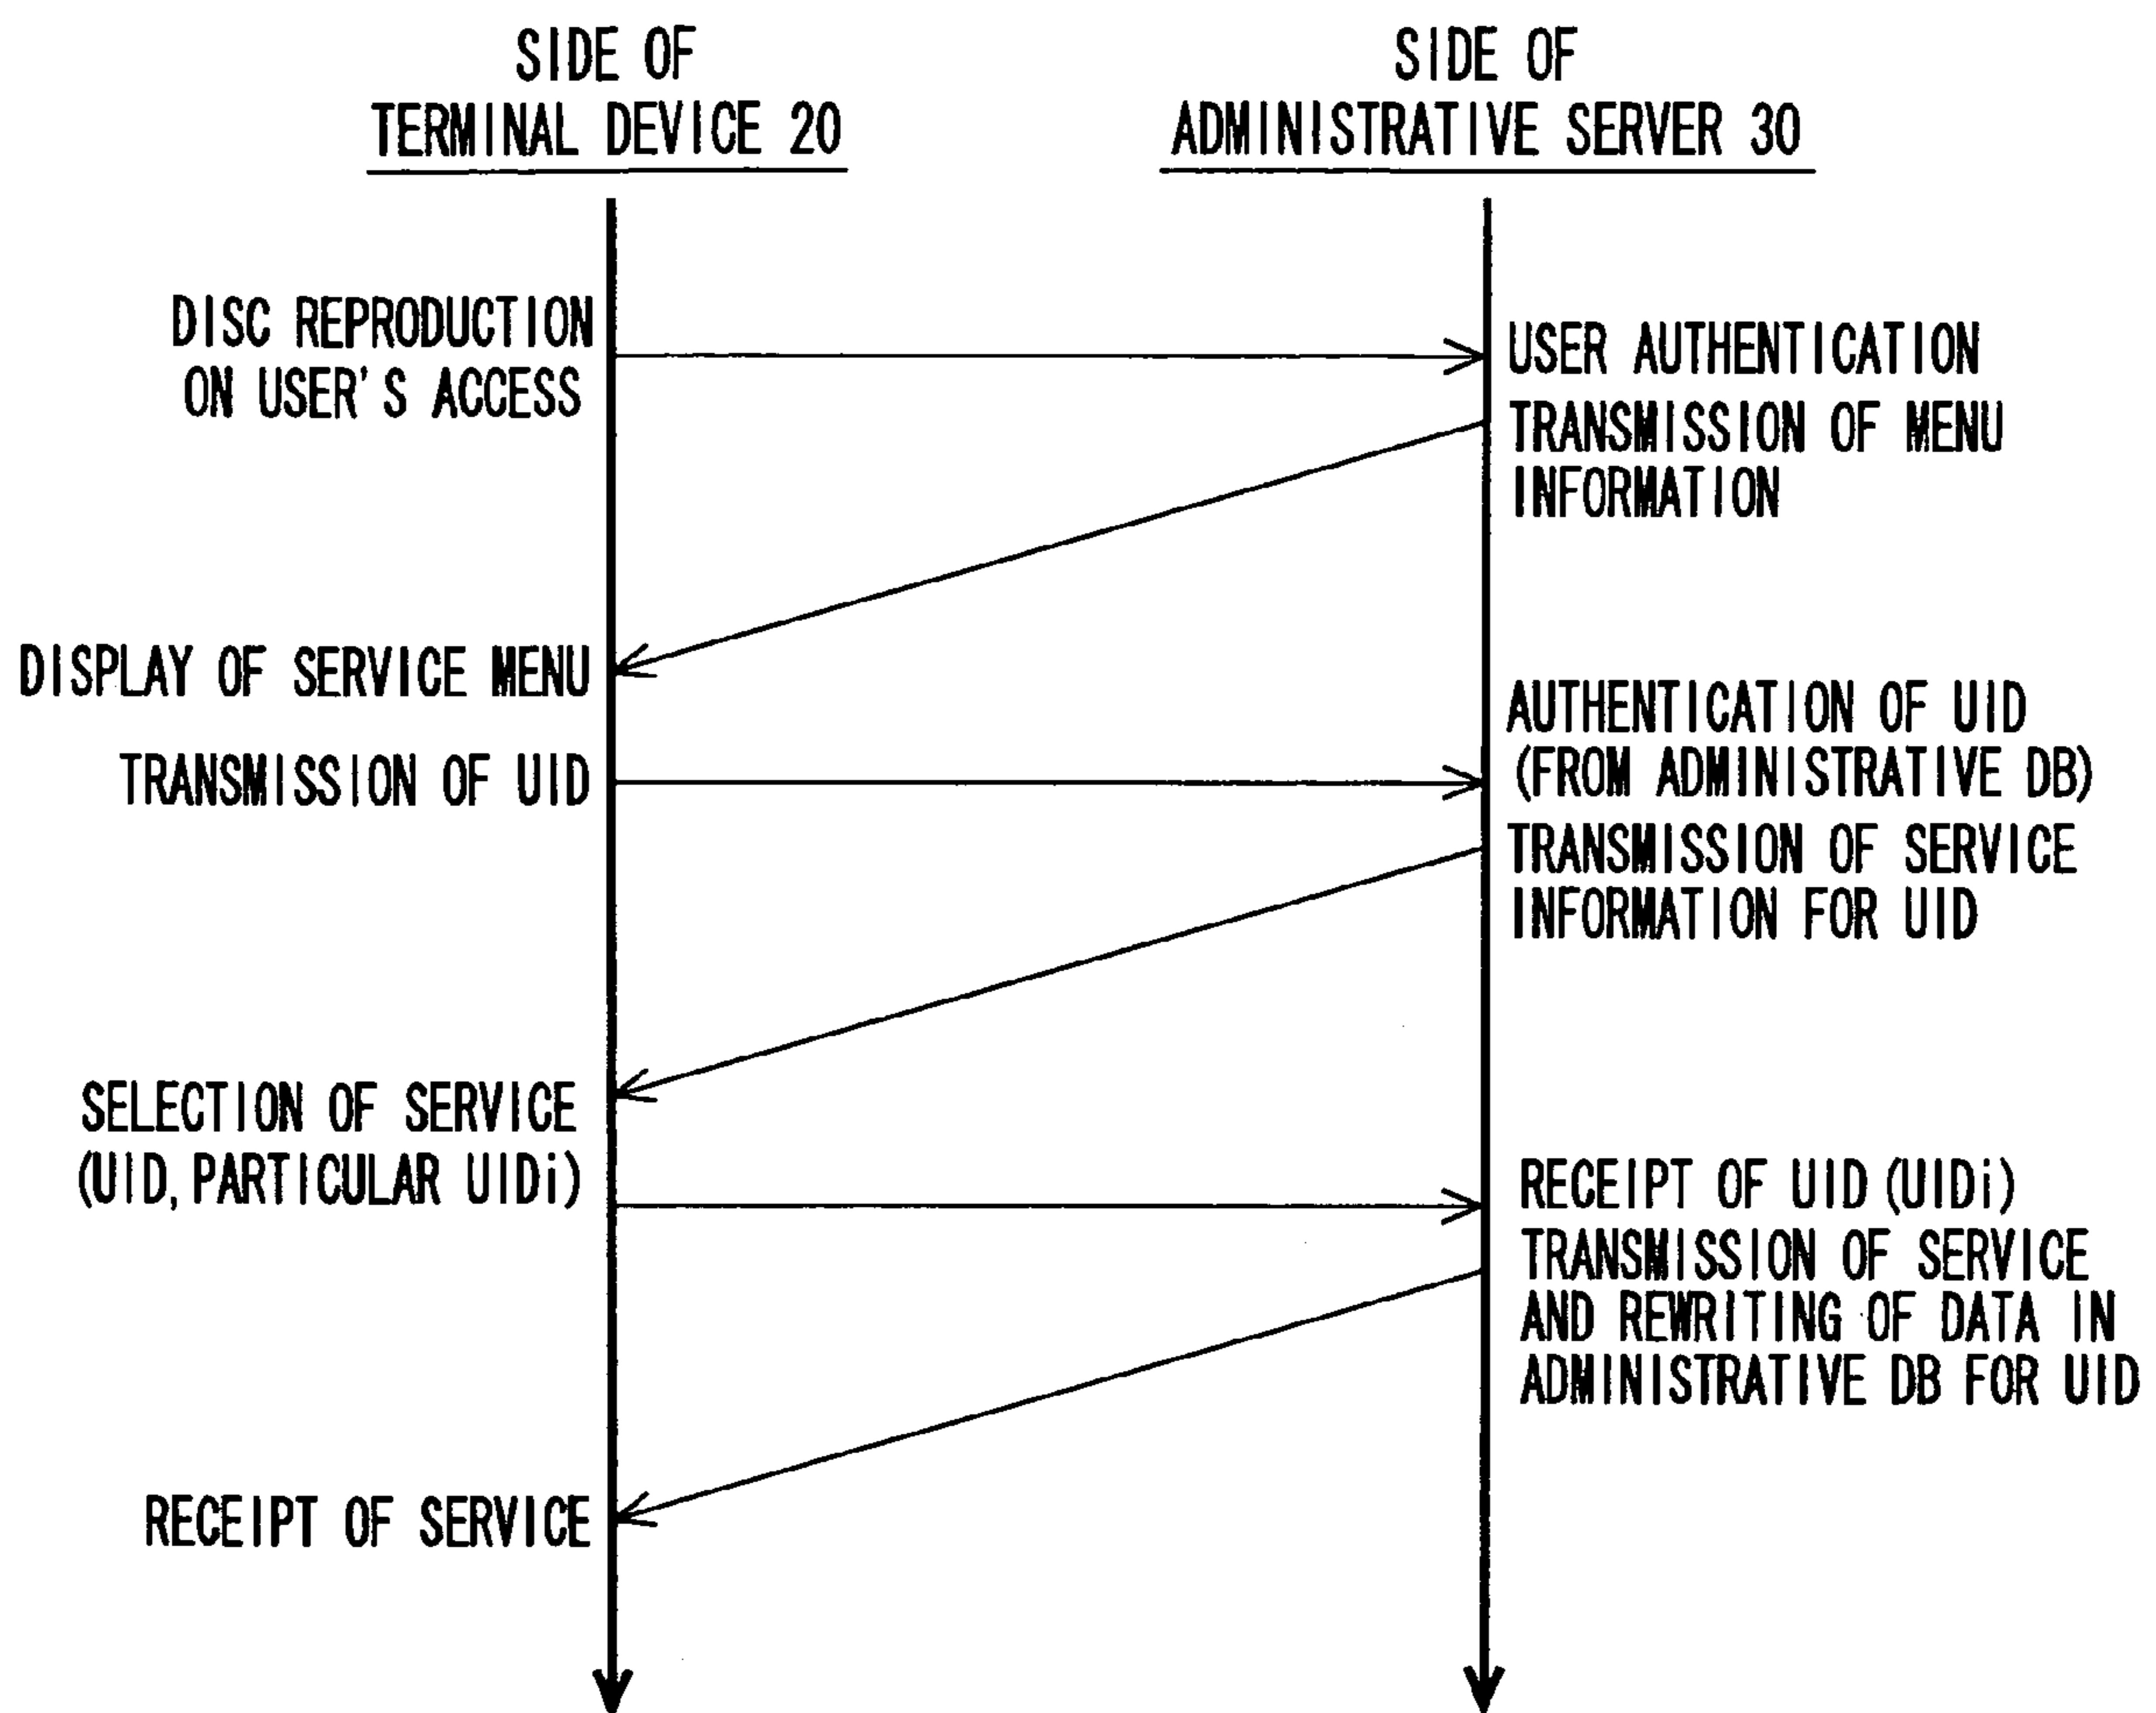 SIDE OF
TERMINAL DEVICE 20
SIDE OF
ADMINISTRATIVE SERVER 30
DISC REPRODUCTION
ON USER'S ACCESS
USER AUTHENTICATION
TRANSMISSION OF MENU
INFORMATION
DISPLAY OF SERVICE MENU
TRANSMISSION OF UID
AUTHENTICATION OF UID
(FROM ADMINISTRATIVE DB)
TRANSMISSION OF SERVICE
INFORMATION FOR UID
SELECTION OF SERVICE
(UID, PARTICULAR UIDi)
RECEIPT OF UID (UIDi)
TRANSMISSION OF SERVICE
AND REWRITING OF DATA IN
ADMINISTRATIVE DB FOR UID
RECEIPT OF SERVICE